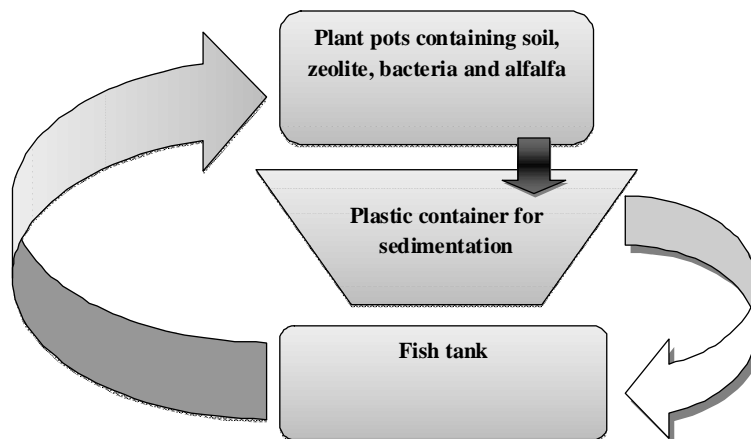 Plant pots containing soil,
zeolite, bacteria and alfalfa
Plastic container for
sedimentation
Fish tank